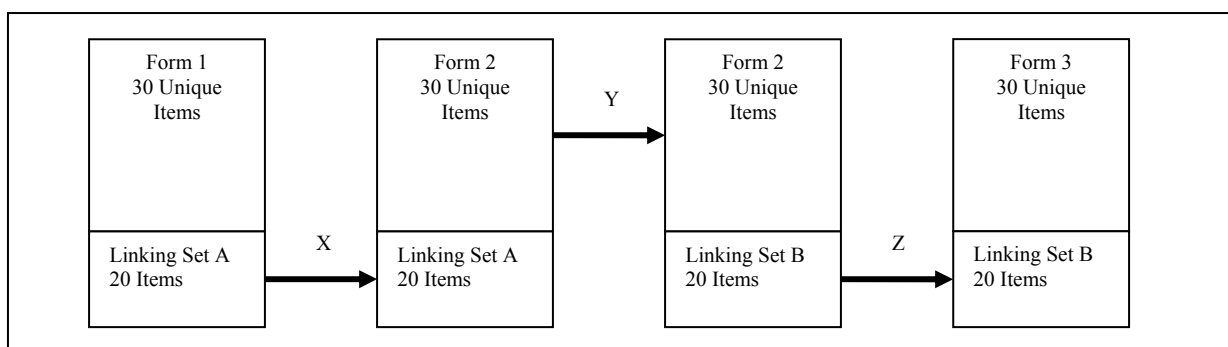 Form 1
30 Unique
Items
Linking Set A
20 Items
X
Form 2
30 Unique
Items
Linking Set A
20 Items
Y
Form 2
30 Unique
Items
Linking Set B
20 Items
Z
Form 3
30 Unique
Items
Linking Set B
20 Items